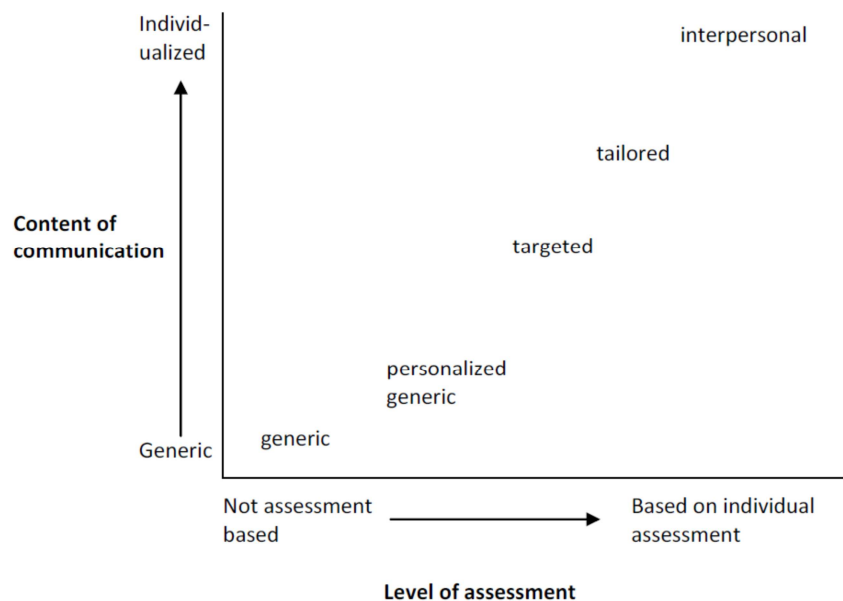 Individ-
ualized
interpersonal
tailored
Content of
communication
targeted
personalized
generic
generic
Generic
Not assessment
based
Based on individual
assessment
Level of assessment